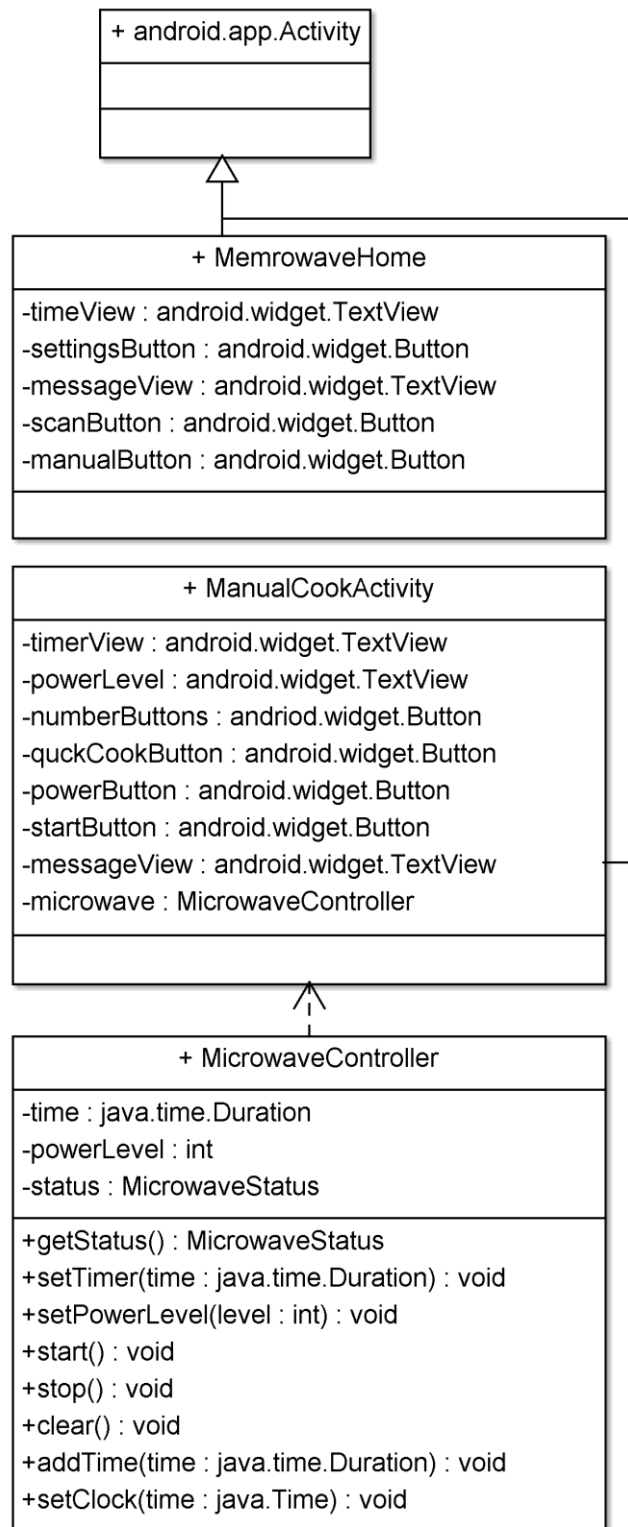 + android.app.Activity
+ MemrowaveHome
-timeView : android.widget.TextView
-settingsButton : android.widget.Button
-messageView : android.widget.TextView
-scanButton : android.widget.Button
-manualButton : android.widget.Button
+ ManualCookActivity
-timerView : android.widget.TextView
-powerLevel : android.widget.TextView
-numberButtons : andriod.widget.Button
-quckCookButton : android.widget.Button
-powerButton : android.widget.Button
-startButton : android.widget.Button
-messageView : android.widget.TextView
-microwave : MicrowaveController
+ MicrowaveController
-time : java.time.Duration
-powerLevel : int
-status : MicrowaveStatus
+getStatus() : MicrowaveStatus
+setTimer(time : java.time.Duration) : void
+setPowerLevel(level : int) : void
+start() : void
+stop() : void
+clear() : void
+addTime(time : java.time.Duration) : void
+setClock(time : java.Time) : void